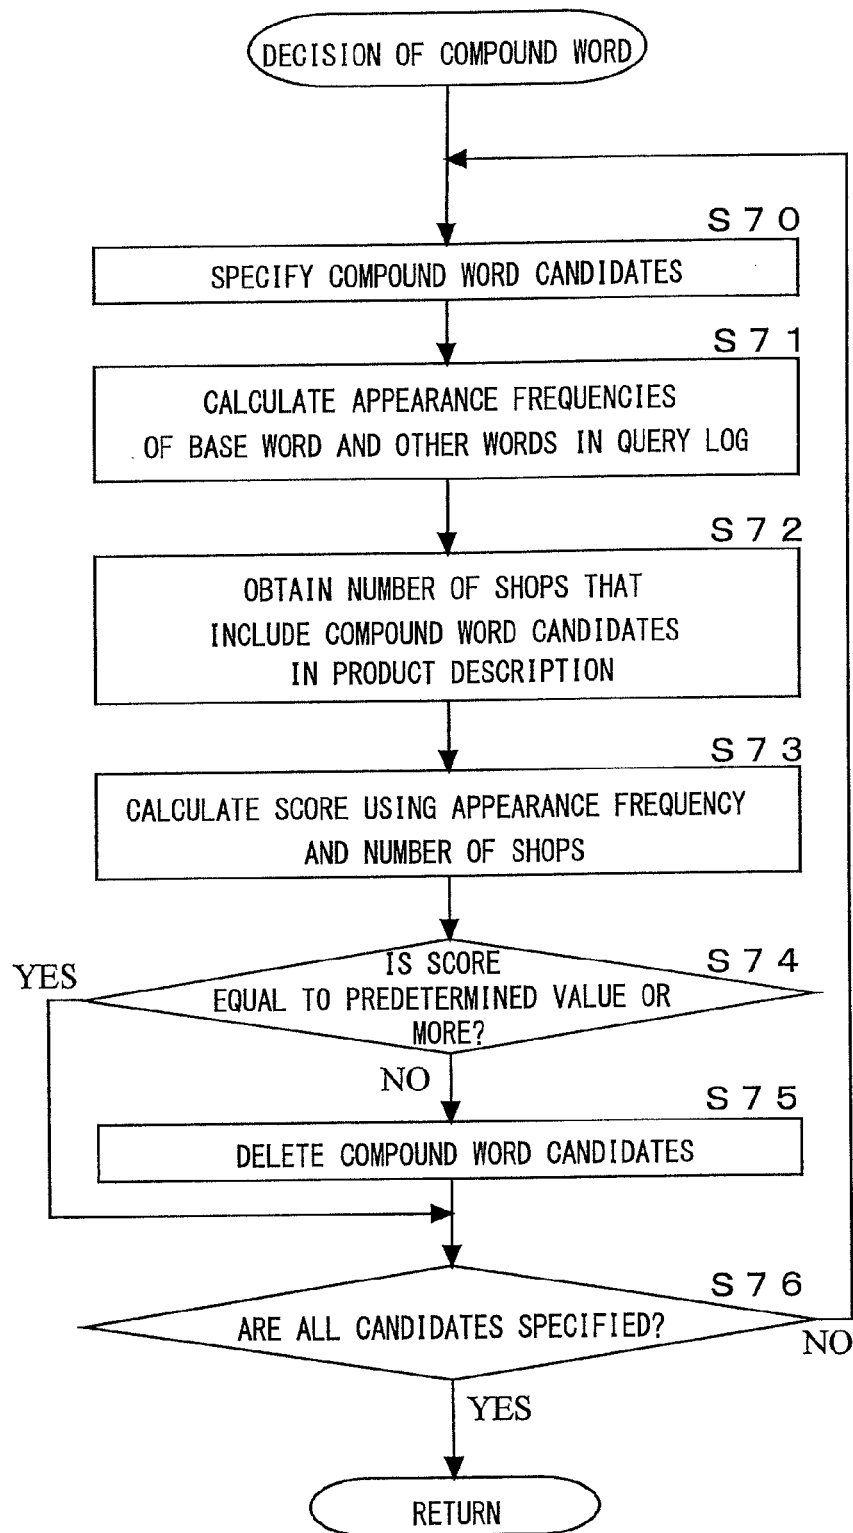 DECISION OF COMPOUND WORD
S70
SPECIFY COMPOUND WORD CANDIDATES
S71
CALCULATE APPEARANCE FREQUENCIES
OF BASE WORD AND OTHER WORDS IN QUERY LOG
S72
OBTAIN NUMBER OF SHOPS THAT
INCLUDE COMPOUND WORD CANDIDATES
IN PRODUCT DESCRIPTION
S73
CALCULATE SCORE USING APPEARANCE FREQUENCY
AND NUMBER OF SHOPS
S74
YES
IS SCORE
EQUAL TO PREDETERMINED VALUE OR
MORE?
NO
S75
DELETE COMPOUND WORD CANDIDATES
S76
ARE ALL CANDIDATES SPECIFIED?
NO
YES
RETURN